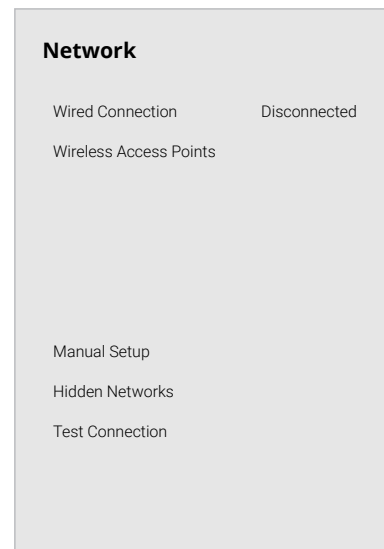 Network
Wired Connection Disconnected
Wireless Access Points
Manual Setup
Hidden Networks
Test Connection